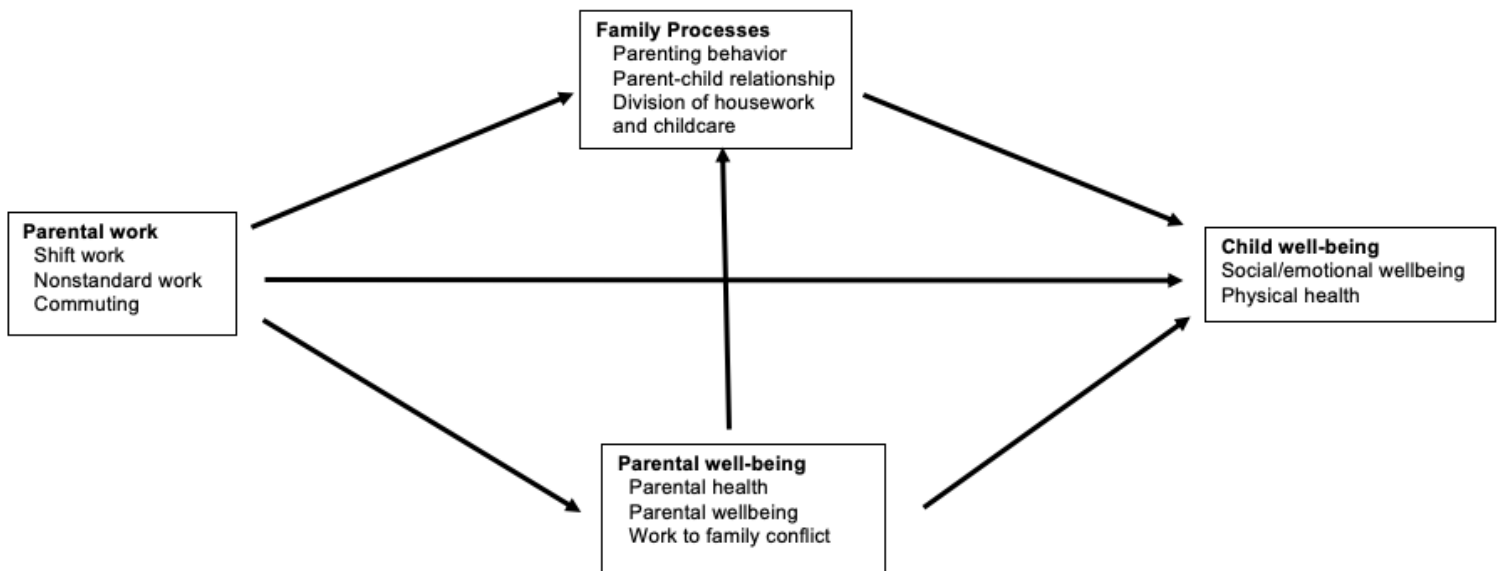 Family Processes
Parenting behavior
Parent-child relationship
Division of housework
and childcare
Parental work
Shift work
Nonstandard work
Commuting
Child well-being
Social/emotional wellbeing
Physical health
Parental well-being
Parental health
Parental wellbeing
Work to family conflict